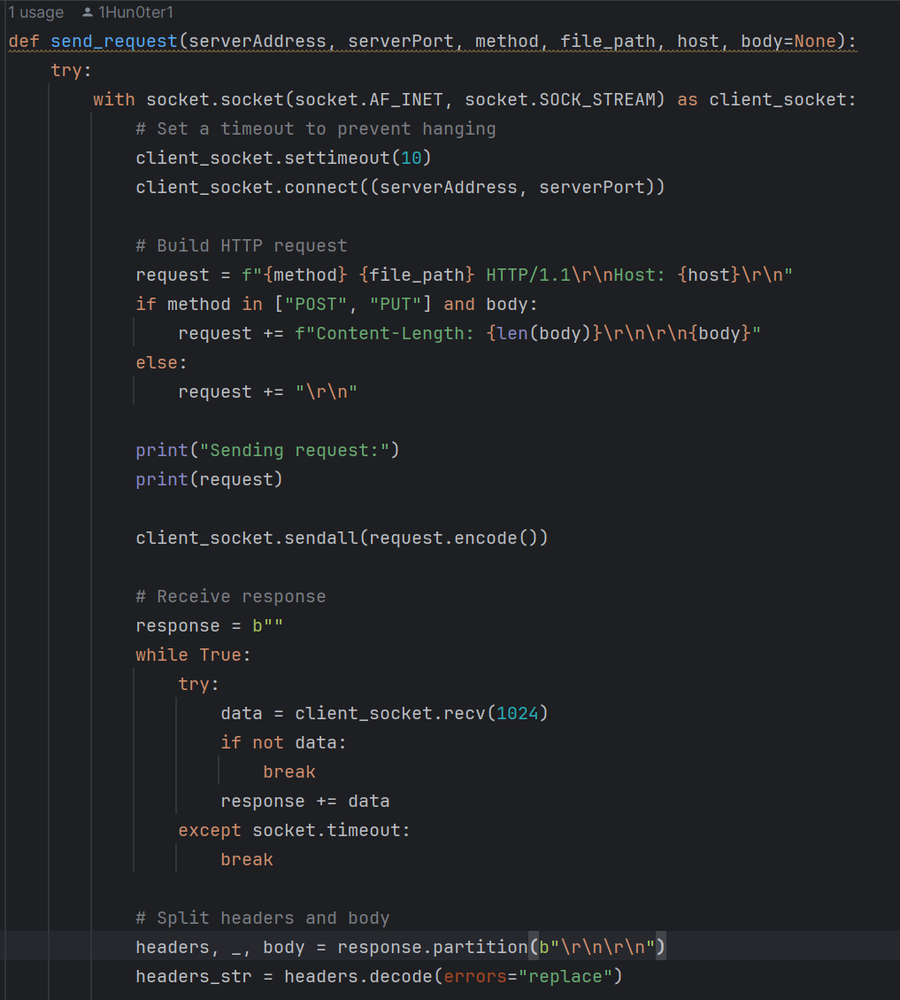 1 usage 1Hun0ter1
def send_request(serverAddress, serverPort, method, file_path, host, body=None):
    try:
        with socket.socket(socket.AF_INET, socket.SOCK_STREAM) as client_socket:
            # Set a timeout to prevent hanging
            client_socket.settimeout(10)
            client_socket.connect((serverAddress, serverPort))

            # Build HTTP request
            request = f"{method} {file_path} HTTP/1.1\r\nHost: {host}\r\n"
            if method in ["POST", "PUT"] and body:
                request += f"Content-Length: {len(body)}\r\n\r\n{body}"
            else:
                request += "\r\n"

            print("Sending request:")
            print(request)

            client_socket.sendall(request.encode())

            # Receive response
            response = b""
            while True:
                try:
                    data = client_socket.recv(1024)
                    if not data:
                        break
                    response += data
                except socket.timeout:
                    break

            # Split headers and body
            headers, _, body = response.partition(b"\r\n\r\n")
            headers_str = headers.decode(errors="replace")